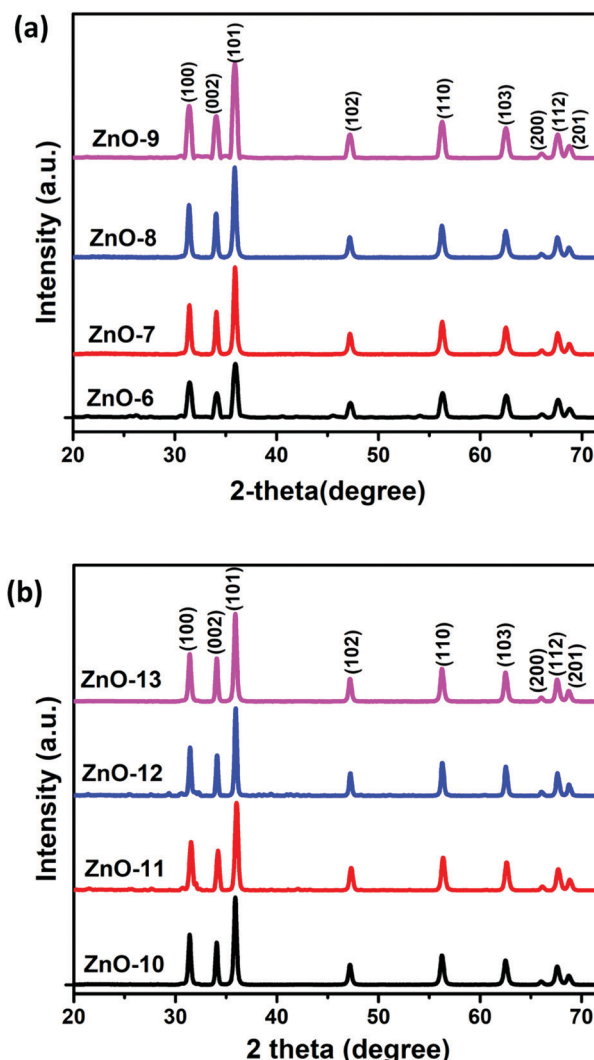 (a)
(100)
(002)
(101)
(102)
(110)
(103)
(200)
(112)
(201)
ZnO-9
ZnO-8
ZnO-7
ZnO-6
Intensity (a.u.)
20 30 40 50 60 70
2-theta(degree)
(b)
(100)
(002)
(101)
(102)
(110)
(103)
(200)
(112)
(201)
ZnO-13
ZnO-12
ZnO-11
ZnO-10
Intensity (a.u.)
20 30 40 50 60 70
2 theta (degree)